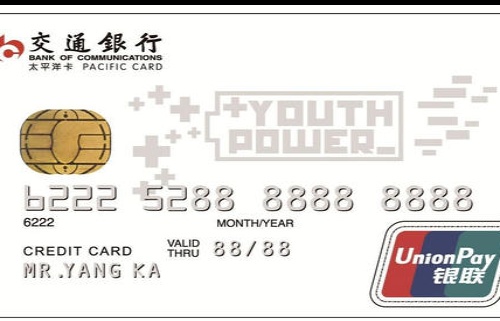 交通銀行
BANK OF COMMUNICATIONS
太平洋卡 PACIFIC CARD
YOUTH
POWER_
6222 5288 8888 8888
6222
MONTH/YEAR
CREDIT CARD VALID THRU 88/88
MR.YANG KA
UnionPay
银联